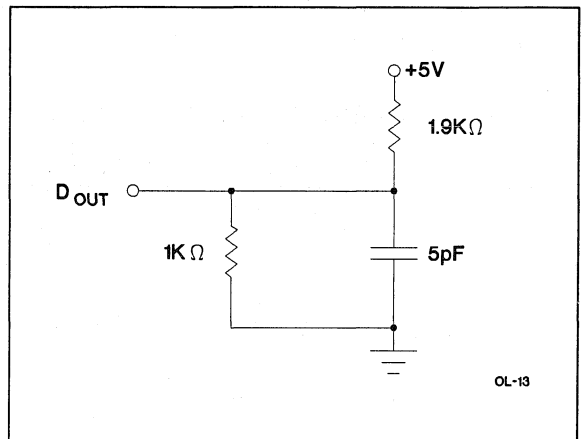 +5V
1.9KΩ
D OUT
1K Ω
5pF
OL-13